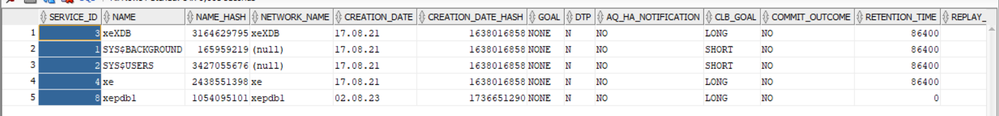 SERVICE_ID NAME NAME_HASH NETWORK_NAME CREATION_DATE CREATION_DATE_HASH GOAL DTP AQ_HA_NOTIFICATION CLB_GOAL COMMIT_OUTCOME RETENTION_TIME REPLAY_
1 3 xeXDB 3164629795 xeXDB 17.08.21 1638016858 NONE N NO LONG NO 86400
2 1 SYS$BACKGROUND 165959219 (null) 17.08.21 1638016858 NONE N NO SHORT NO 86400
3 2 SYS$USERS 3427055676 (null) 17.08.21 1638016858 NONE N NO SHORT NO 86400
4 4 xe 2438551398 xe 17.08.21 1638016858 NONE N NO LONG NO 86400
5 8 xepdb1 1054095101 xepdb1 02.08.23 1736651290 NONE N NO LONG NO 0